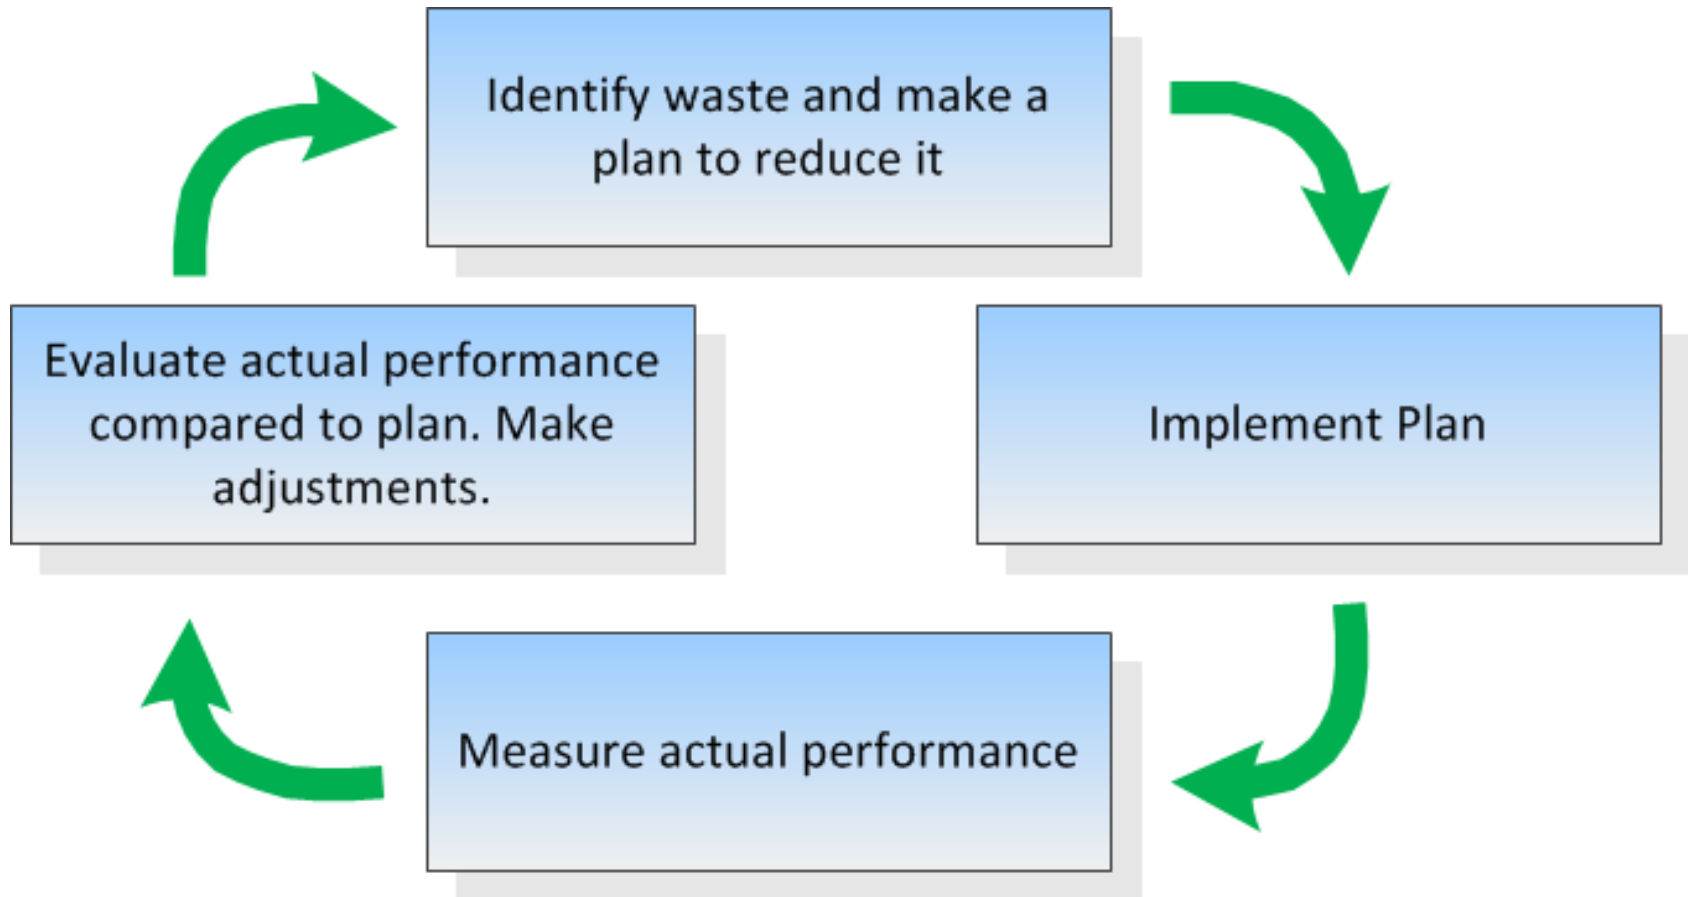 Identify waste and make a
plan to reduce it
Evaluate actual performance
compared to plan. Make
adjustments.
Implement Plan
Measure actual performance